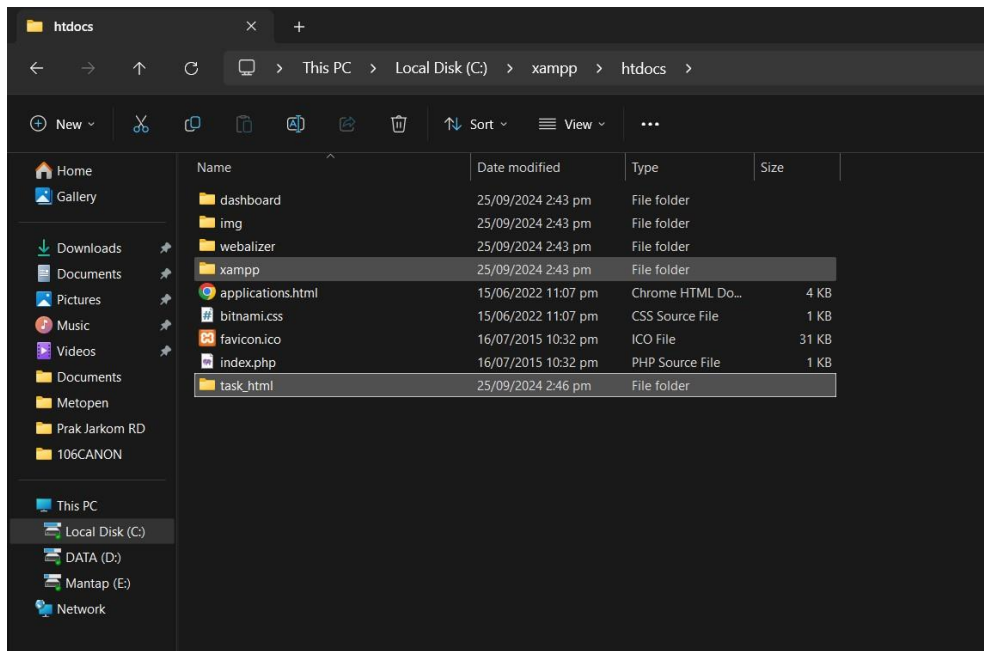 htdocs
This PC > Local Disk (C:) > xampp > htdocs >
New Sort View
Name Date modified Type Size
Home
Gallery
Downloads
Documents
Pictures
Music
Videos
Documents
Metopen
Prak Jarkom RD
106CANON
This PC
Local Disk (C:)
DATA (D:)
Mantap (E:)
Network
dashboard 25/09/2024 2:43 pm File folder
img 25/09/2024 2:43 pm File folder
webalizer 25/09/2024 2:43 pm File folder
xampp 25/09/2024 2:43 pm File folder
applications.html 15/06/2022 11:07 pm Chrome HTML Do... 4 KB
bitnami.css 15/06/2022 11:07 pm CSS Source File 1 KB
favicon.ico 16/07/2015 10:32 pm ICO File 31 KB
index.php 16/07/2015 10:32 pm PHP Source File 1 KB
task_html 25/09/2024 2:46 pm File folder